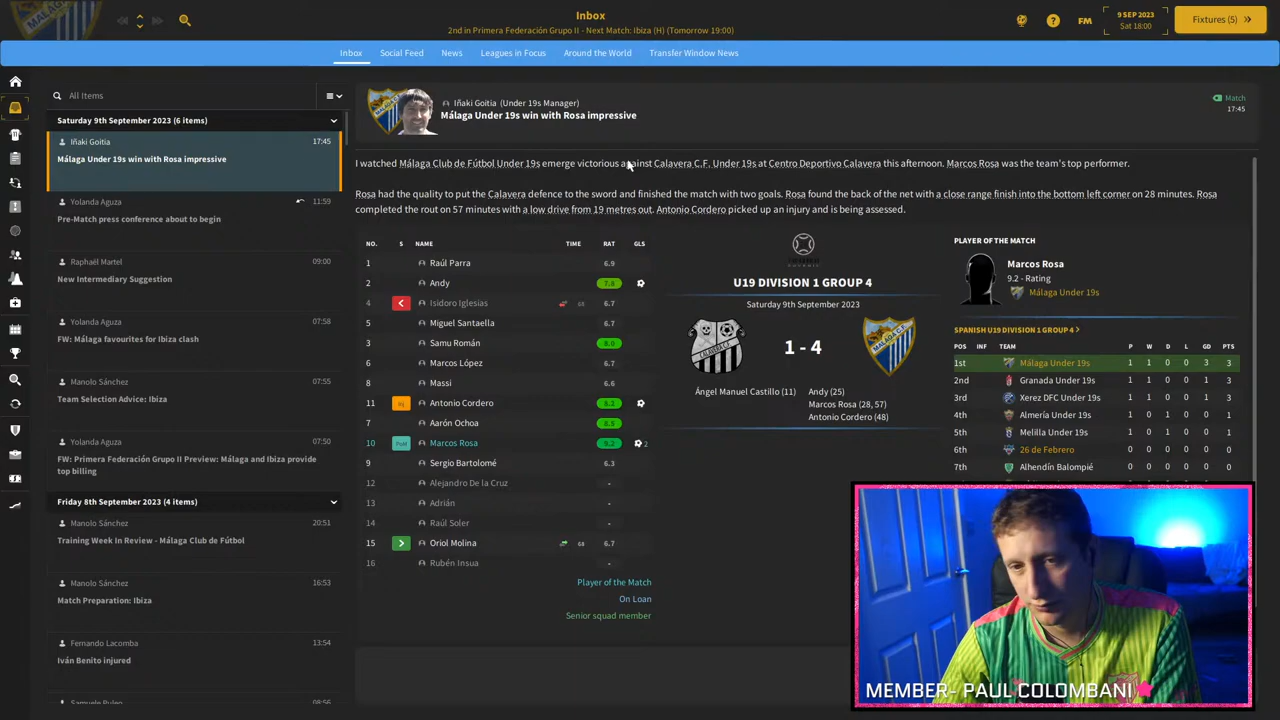 Inbox
2nd in Primera Federación Grupo II - Next Match: Ibiza (H) (Tomorrow 19:00)
FM
9 SEP 2023
Sat 18:00
Fixtures (5)
Inbox
Social Feed
News
Leagues in Focus
Around the World
Transfer Window News
All Items
Saturday 9th September 2023 (6 items)
Iñaki Goitia 17:45
Málaga Under 19s win with Rosa impressive
Yolanda Aguza 11:59
Pre-Match press conference about to begin
Raphaël Martel 09:00
New Intermediary Suggestion
Yolanda Aguza 07:58
FW: Málaga favourites for Ibiza clash
Manolo Sánchez 07:55
Team Selection Advice: Ibiza
Yolanda Aguza 07:50
FW: Primera Federación Grupo II Preview: Málaga and Ibiza provide
top billing
Friday 8th September 2023 (4 items)
Manolo Sánchez 20:51
Training Week In Review - Málaga Club de Fútbol
Manolo Sánchez 16:53
Match Preparation: Ibiza
Fernando Lacomba 13:54
Iván Benito injured
Iñaki Goitia (Under 19s Manager)
Málaga Under 19s win with Rosa impressive
Match
17:45
I watched Málaga Club de Fútbol Under 19s emerge victorious against Calavera C.F. Under 19s at Centro Deportivo Calavera this afternoon. Marcos Rosa was the team's top performer.
Rosa had the quality to put the Calavera defence to the sword and finished the match with two goals. Rosa found the back of the net with a close range finish into the bottom left corner on 28 minutes. Rosa
completed the rout on 57 minutes with a low drive from 19 metres out. Antonio Cordero picked up an injury and is being assessed.
NO. S NAME TIME RAT GLS
1 Raúl Parra 6.9
2 Andy 7.8
4 Isidoro Iglesias 68 6.7
5 Miguel Santaella 6.7
3 Samu Román 8.0
6 Marcos López 6.7
8 Massi 6.6
11 Inj Antonio Cordero 8.3
7 Aarón Ochoa 8.5
10 PoM Marcos Rosa 9.2 2
9 Sergio Bartolomé 6.3
12 Alejandro De la Cruz -
13 Adrián -
14 Raúl Soler -
15 Oriol Molina 68 6.7
16 Rubén Insua -
Player of the Match
On Loan
Senior squad member
U19 DIVISION 1 GROUP 4
Saturday 9th September 2023
1 - 4
Ángel Manuel Castillo (11)
Andy (25)
Marcos Rosa (28, 57)
Antonio Cordero (48)
PLAYER OF THE MATCH
Marcos Rosa
9.2 - Rating
Málaga Under 19s
SPANISH U19 DIVISION 1 GROUP 4 >
POS INF TEAM P W D L GD PTS
1st Málaga Under 19s 1 1 0 0 3 3
2nd Granada Under 19s 1 1 0 0 1 3
3rd Xerez DFC Under 19s 1 1 0 0 1 3
4th Almería Under 19s 1 0 1 0 0 1
5th Melilla Under 19s 1 0 1 0 0 1
6th 26 de Febrero 0 0 0 0 0 0
7th Alhendín Balompié 0 0 0 0 0 0
MEMBER- PAUL COLOMBANI